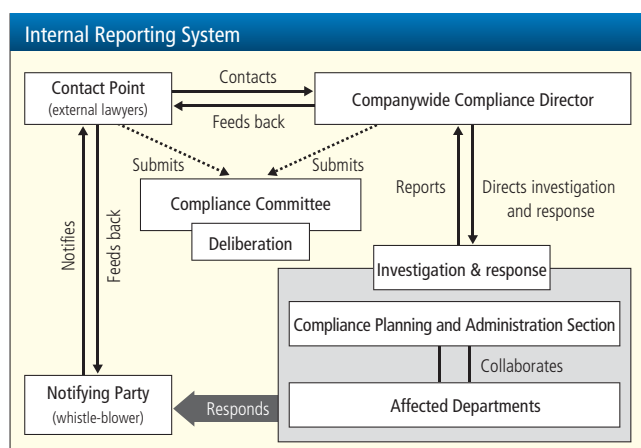 Internal Reporting System
Contact Point
(external lawyers)
Contacts
Feeds back
Companywide Compliance Director
Submits
Submits
Compliance Committee
Deliberation
Reports
Directs investigation
and response
Notifies
Feeds back
Investigation & response
Compliance Planning and Administration Section
Collaborates
Notifying Party
(whistle-blower)
Responds
Affected Departments